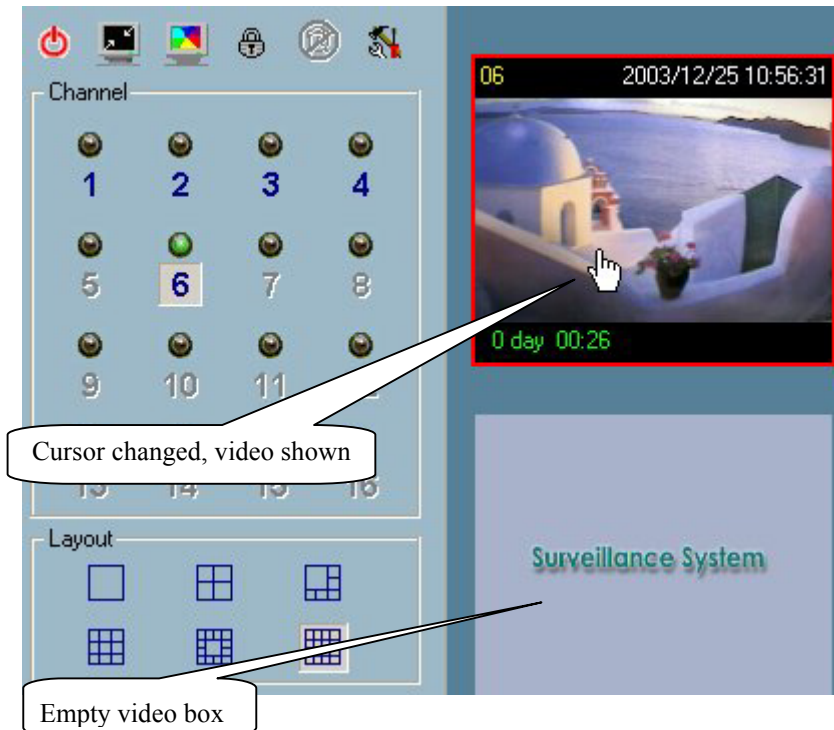 Channel
1 2 3 4
5 6 7 8
9 10 11
13 14 15 16
Layout
06 2003/12/25 10:56:31
0 day 00:26
Cursor changed, video shown
Surveillance System
Empty video box